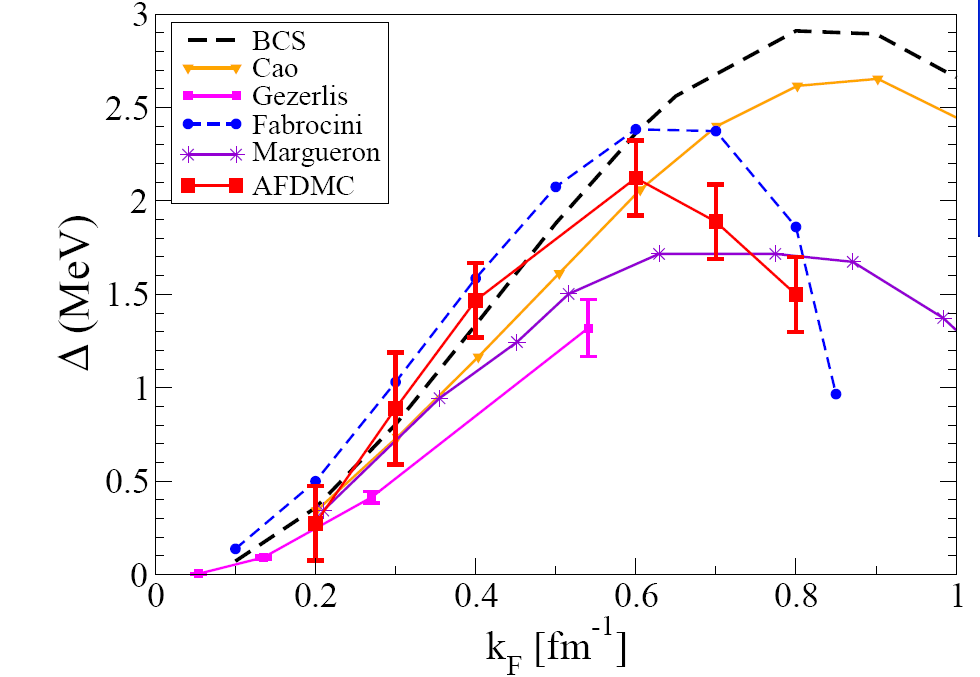 3
2.5
2
1.5
1
0.5
0
Δ (MeV)
BCS
Cao
Gezerlis
Fabrocini
Margueron
AFDMC
0 0.2 0.4 0.6 0.8 1
k_F [fm^-1]